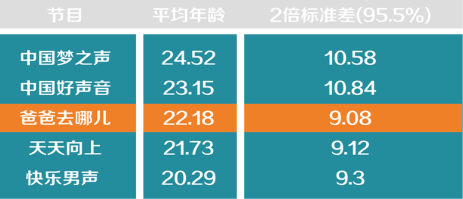 节目 平均年龄 2倍标准差(95.5%)
中国梦之声 24.52 10.58
中国好声音 23.15 10.84
爸爸去哪儿 22.18 9.08
天天向上 21.73 9.12
快乐男声 20.29 9.3